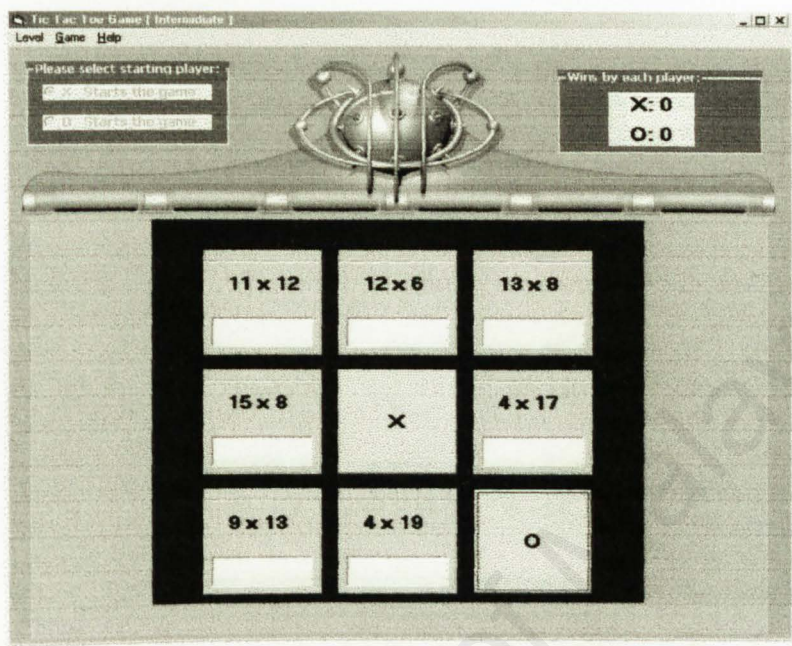 Tic Tac Toe Game [ Intermediate ]
Level Game Help
Please select starting player:
X Starts the game
O Starts the game
Wins by each player:
X: 0
O: 0
11 x 12 12 x 6 13 x 8
15 x 8 X 4 x 17
9 x 13 4 x 19 O